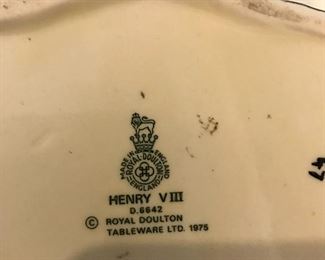 MADE IN ENGLAND
ROYAL DOULTON
ENGLAND
HENRY VIII
D.6642
© ROYAL DOULTON
TABLEWARE LTD. 1975